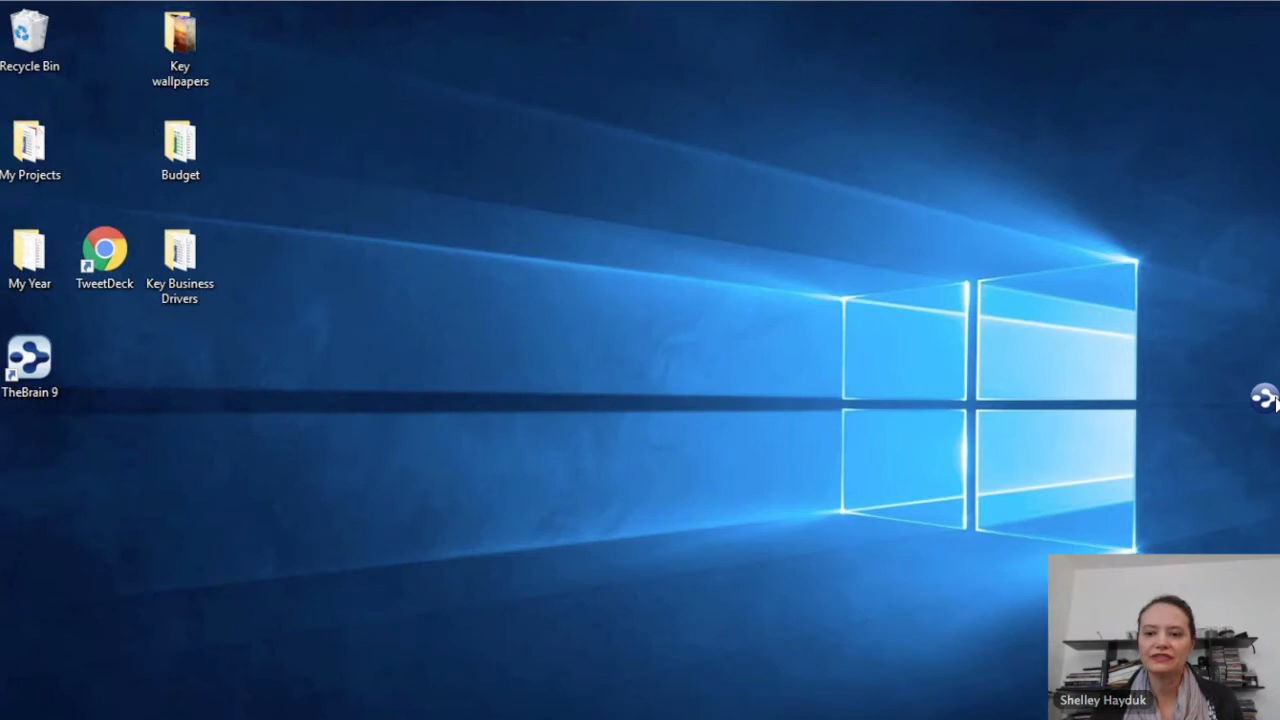 Recycle Bin
Key
wallpapers
My Projects
Budget
My Year
TweetDeck
Key Business
Drivers
TheBrain 9
Shelley Hayduk